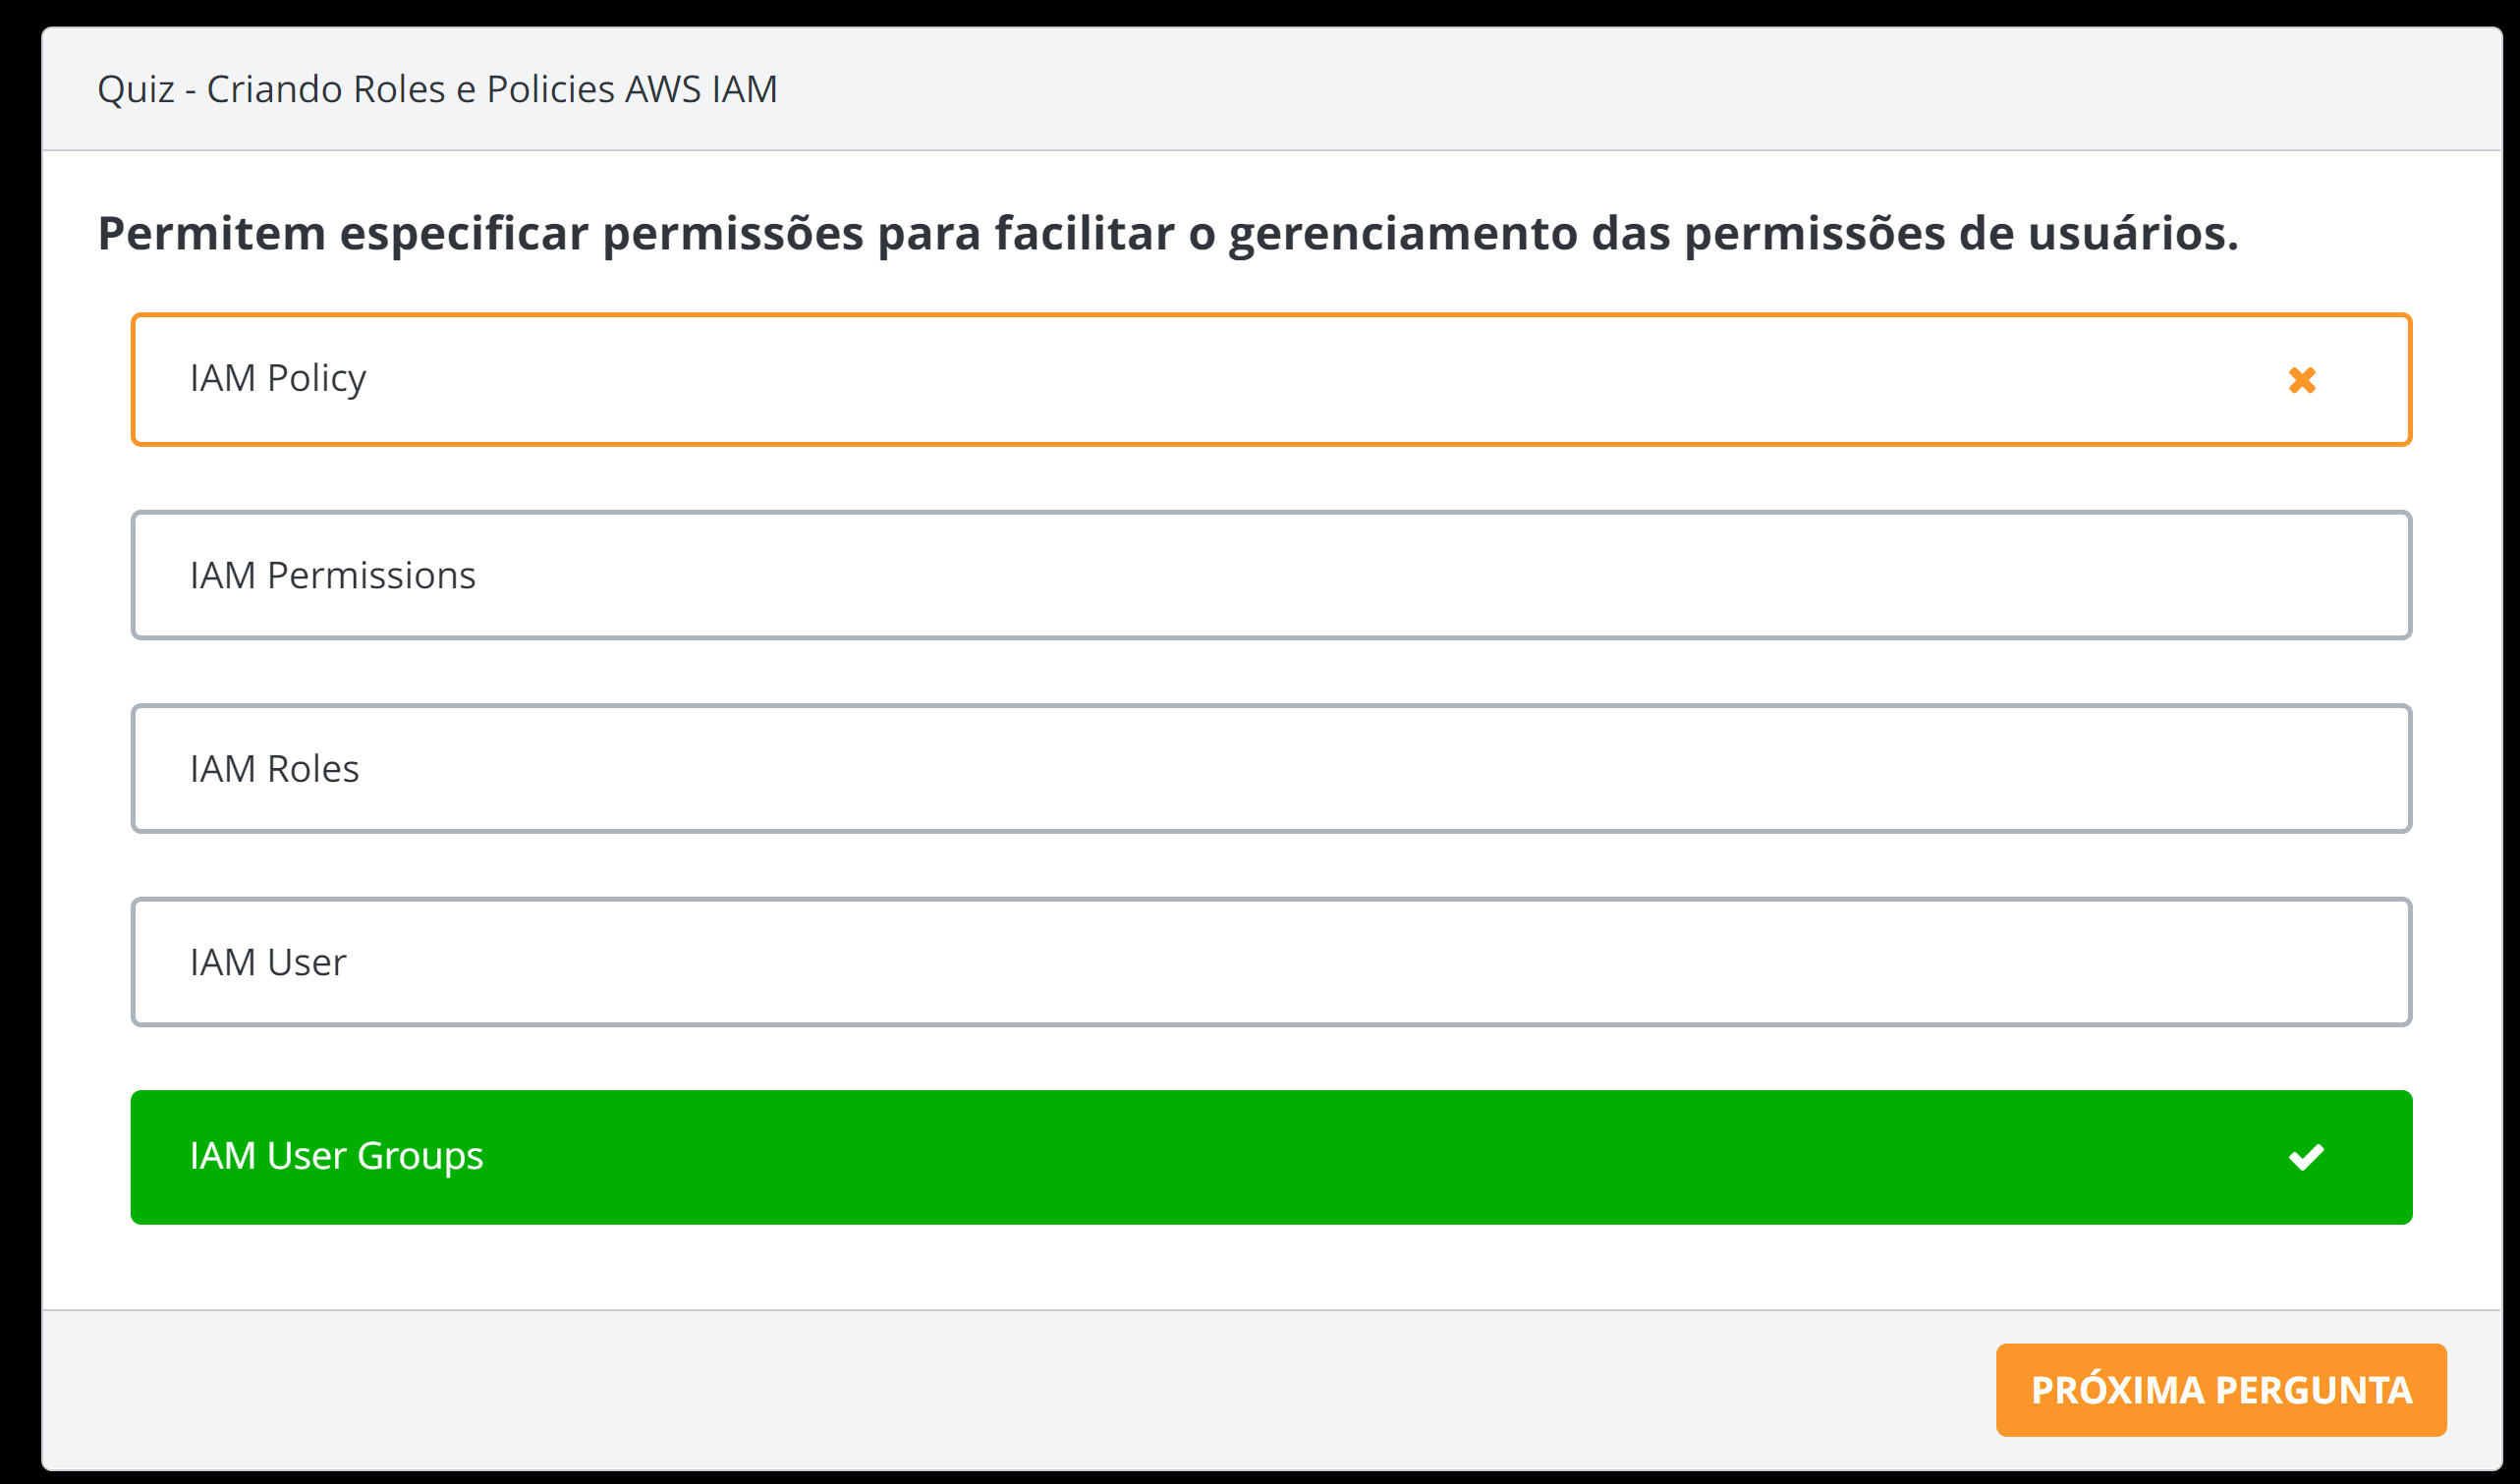 Quiz - Criando Roles e Policies AWS IAM
Permitem especificar permissões para facilitar o gerenciamento das permissões de usuários.
IAM Policy
IAM Permissions
IAM Roles
IAM User
IAM User Groups
PRÓXIMA PERGUNTA